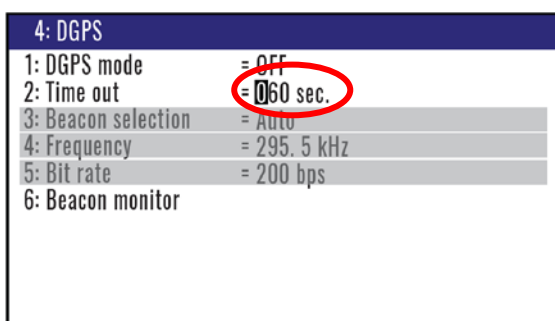 4: DGPS
1: DGPS mode = OFF
2: Time out = 060 sec.
3: Beacon selection = Auto
4: Frequency = 295. 5 kHz
5: Bit rate = 200 bps
6: Beacon monitor